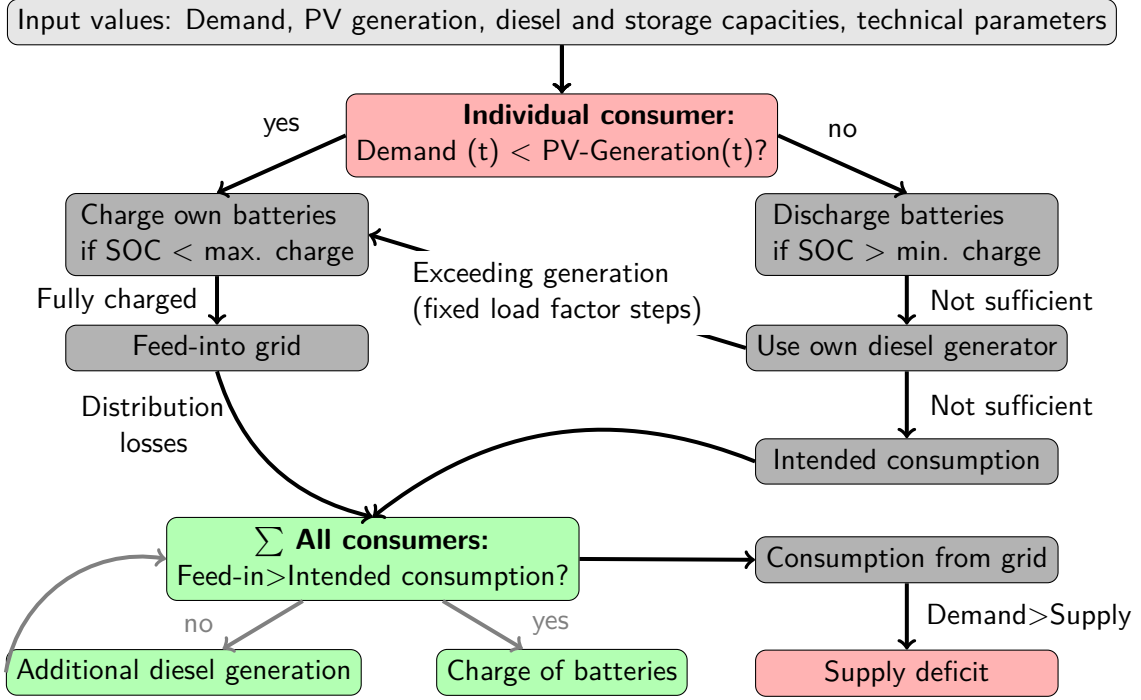 Input values: Demand, PV generation, diesel and storage capacities, technical parameters
Individual consumer:
Demand (t) < PV-Generation(t)?
yes
no
Charge own batteries
if SOC < max. charge
Discharge batteries
if SOC > min. charge
Exceeding generation
(fixed load factor steps)
Fully charged
Not sufficient
Feed-into grid
Use own diesel generator
Distribution
losses
Not sufficient
Intended consumption
∑ All consumers:
Feed-in>Intended consumption?
Consumption from grid
no
yes
Demand>Supply
Additional diesel generation
Charge of batteries
Supply deficit